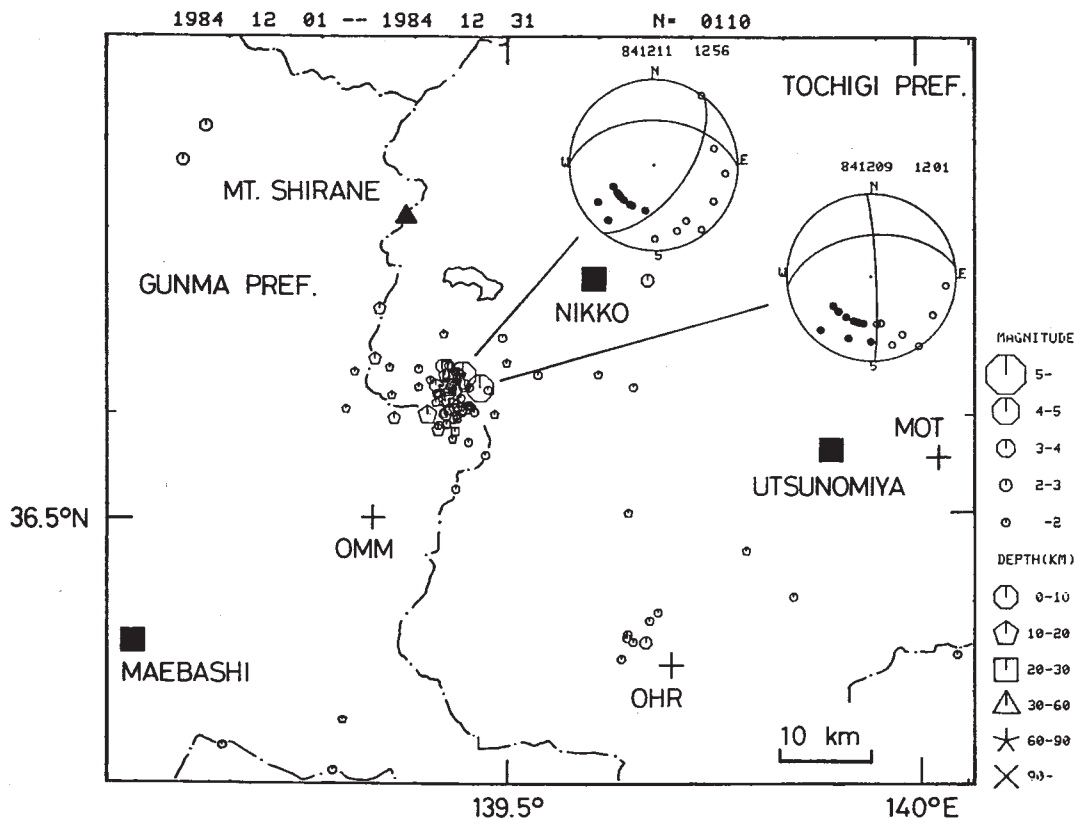 1984 12 01 -- 1984 12 31 N= 0110
841211 1256
N
W
E
S
TOCHIGI PREF.
841209 1201
N
W
E
S
MT. SHIRANE
GUNMA PREF.
NIKKO
MOT
UTSUNOMIYA
36.5°N
OMM
MAEBASHI
OHR
10 km
139.5°
140°E
MAGNITUDE
5-
4-5
3-4
2-3
-2
DEPTH(KM)
0-10
10-20
20-30
30-60
60-90
90-